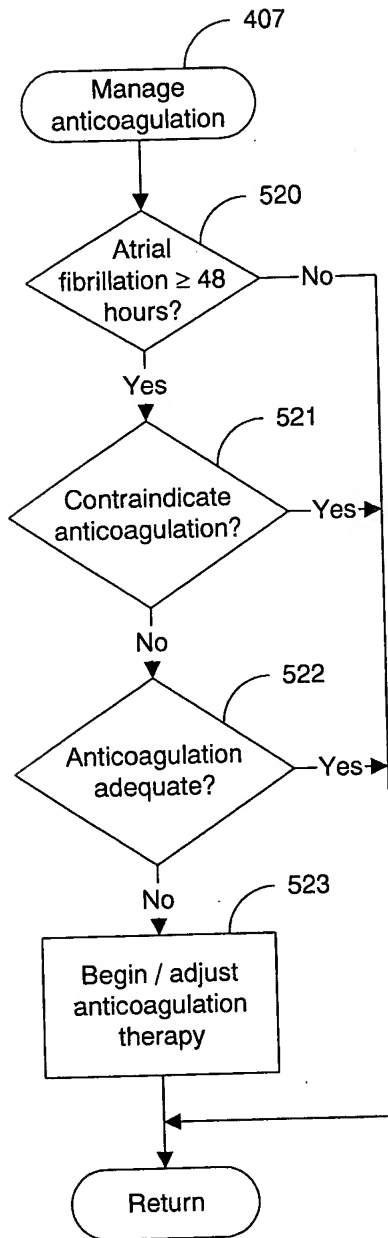 407
Manage
anticoagulation
520
Atrial
fibrillation ≥ 48
hours?
No
Yes
521
Contraindicate
anticoagulation?
Yes
No
522
Anticoagulation
adequate?
Yes
No
523
Begin / adjust
anticoagulation
therapy
Return